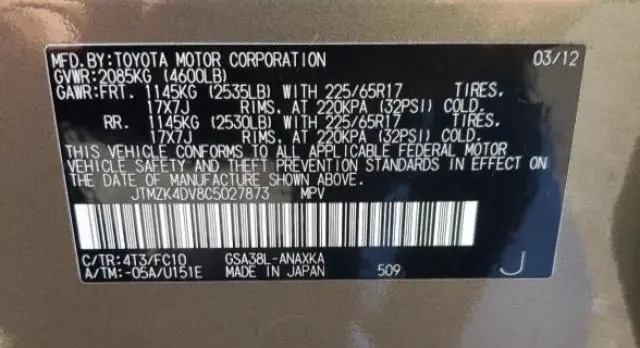 MFD.BY:TOYOTA MOTOR CORPORATION 03/12
GVWR:2085KG (4600LB)
GAWR:FRT. 1145KG (2535LB) WITH 225/65R17 TIRES.
17X7J RIMS. AT 220KPA (32PSI) COLD.
RR. 1145KG (2530LB) WITH 225/65R17 TIRES.
17X7J RIMS. AT 220KPA (32PSI) COLD.
THIS VEHICLE CONFORMS TO ALL APPLICABLE FEDERAL MOTOR
VEHICLE SAFETY AND THEFT PREVENTION STANDARDS IN EFFECT ON
THE DATE OF MANUFACTURE SHOWN ABOVE.
JTMZK4DV8C5027873 MPV
C/TR:4T3/FC10 GSA38L-ANAXKA
A/TM:-05A/U151E MADE IN JAPAN 509 J